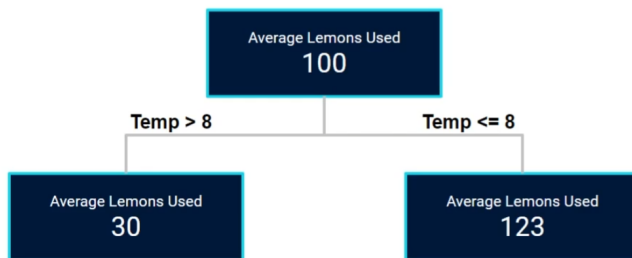 Average Lemons Used
100
Temp > 8
Temp <= 8
Average Lemons Used
30
Average Lemons Used
123